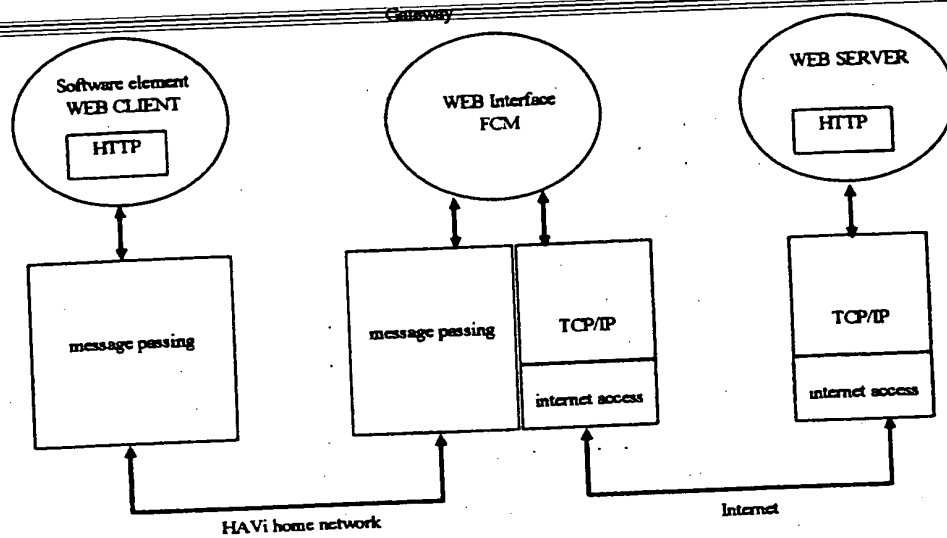 Gateway
Software element
WEB CLIENT
HTTP
WEB Interface
FCM
WEB SERVER
HTTP
message passing
message passing
TCP/IP
internet access
TCP/IP
internet access
HAVi home network
Internet